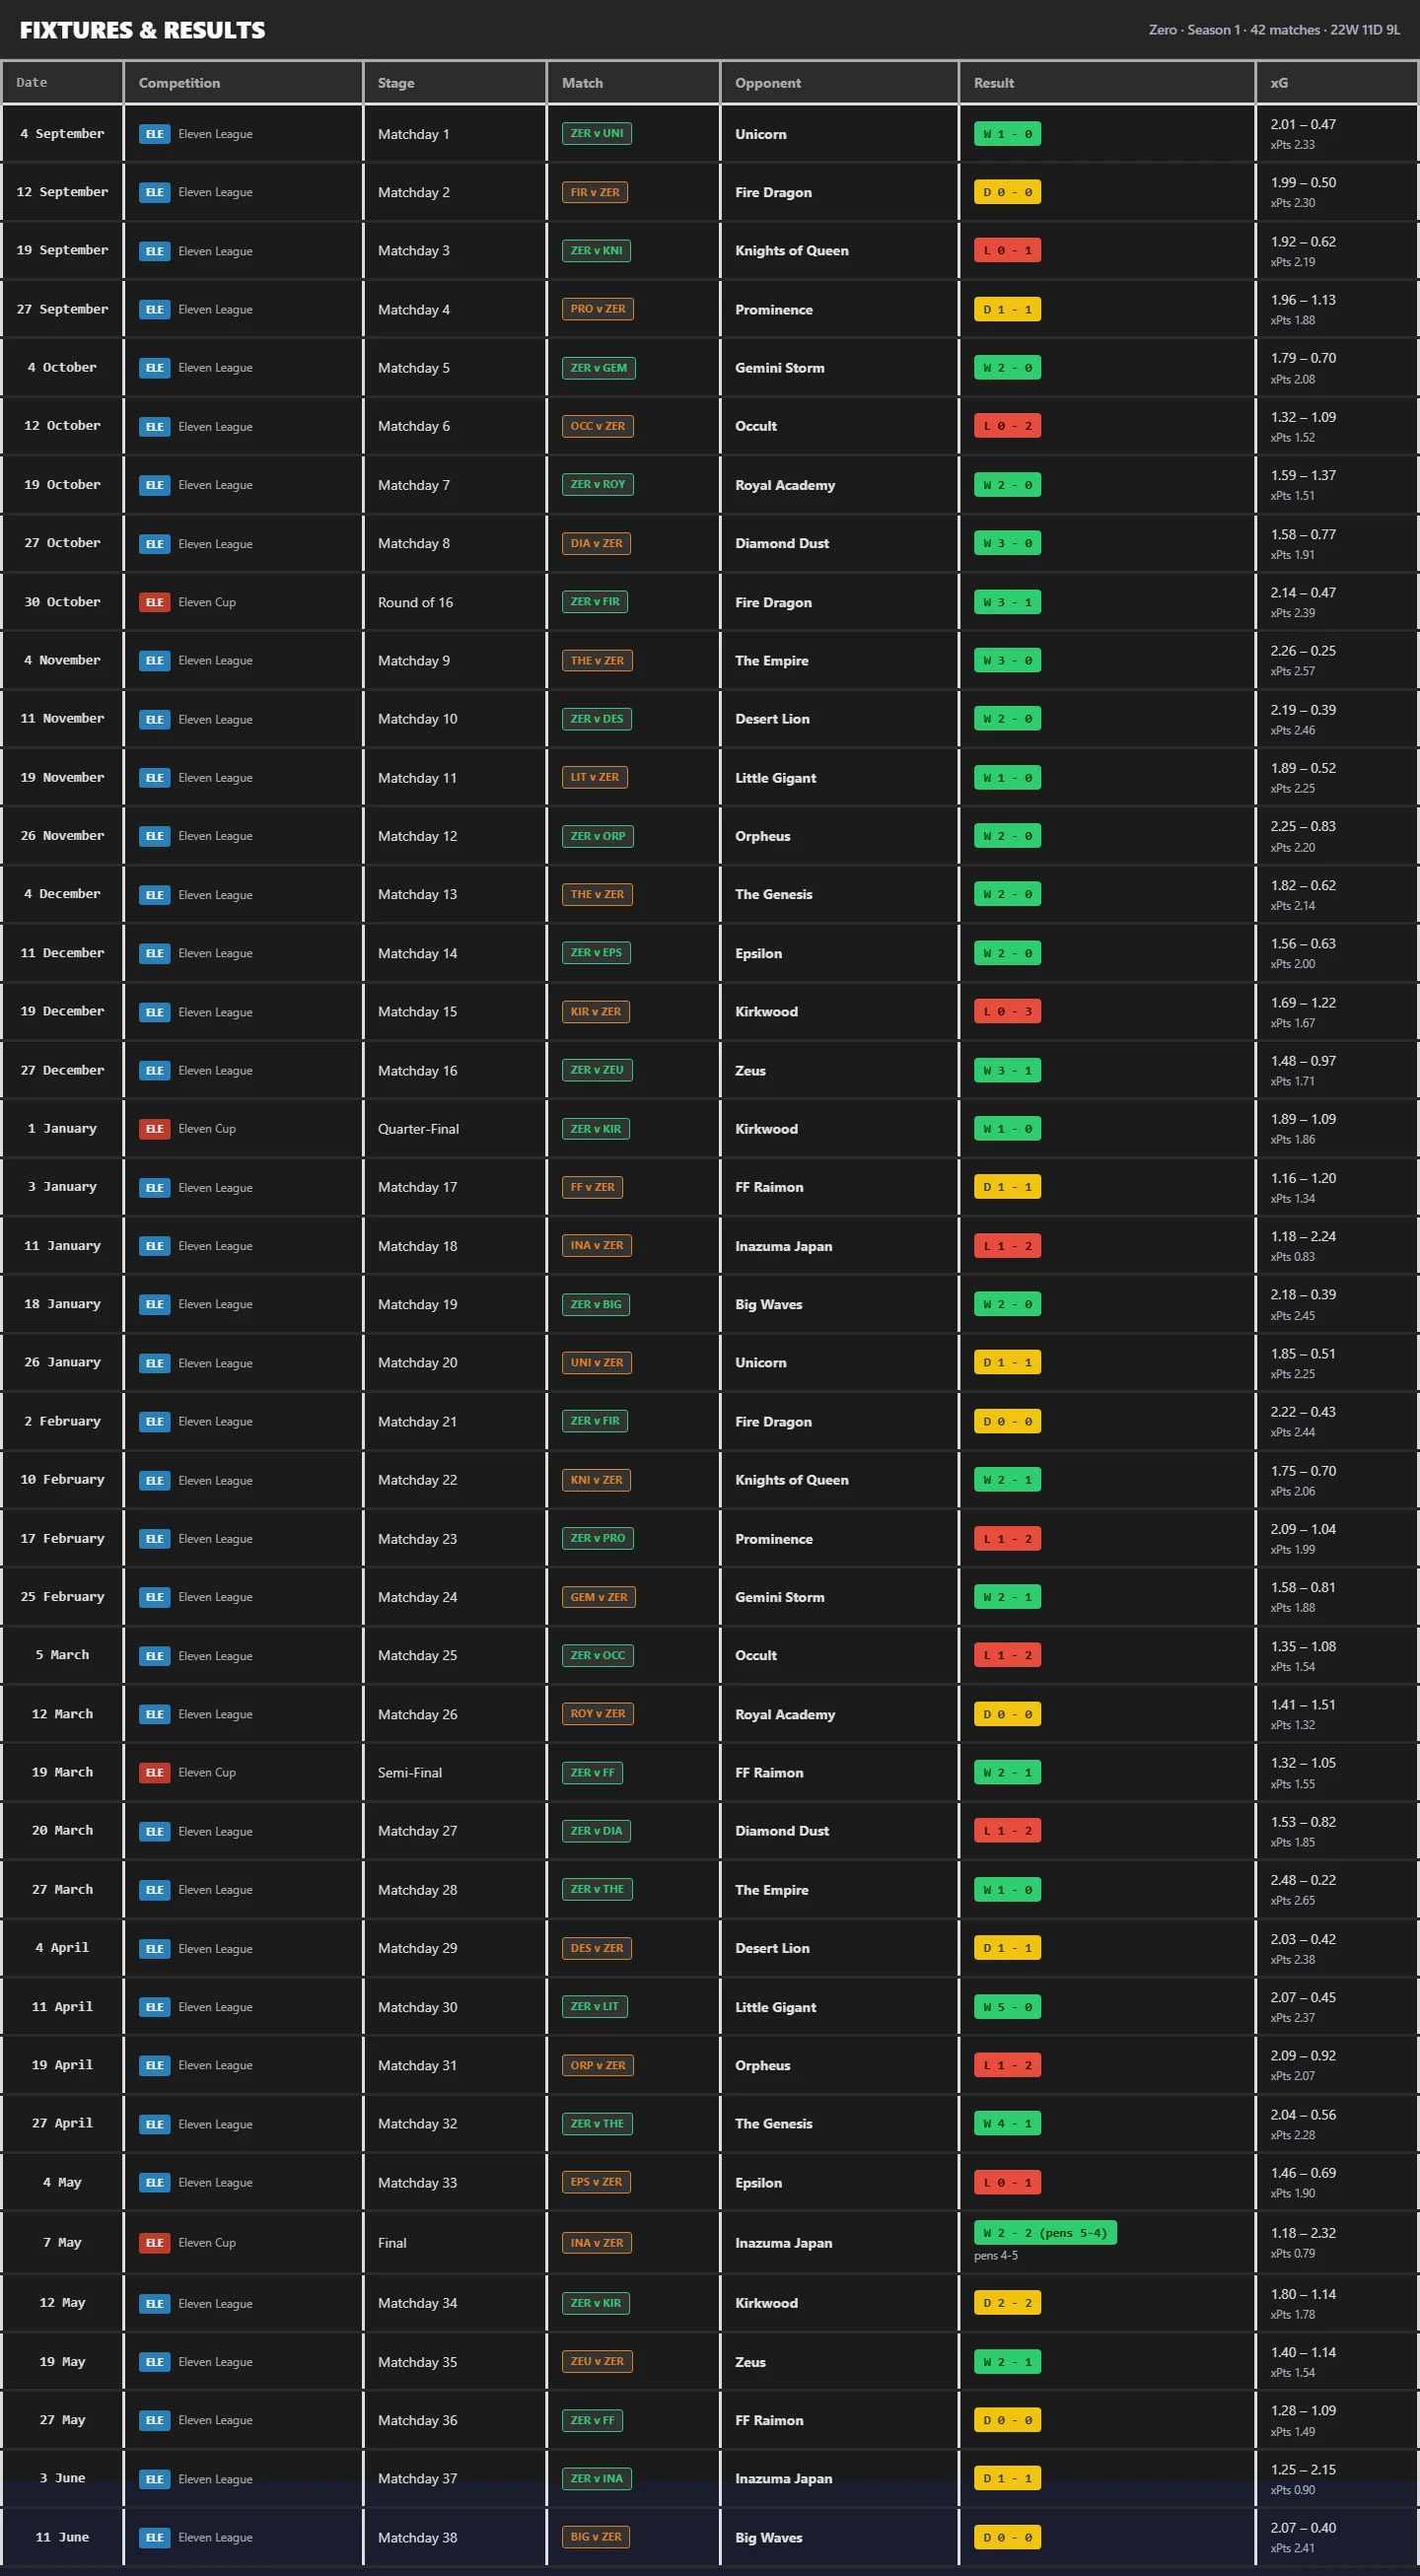 FIXTURES & RESULTS
Zero · Season 1 · 42 matches · 22W 11D 9L
Date Competition Stage Match Opponent Result xG
4 September ELE Eleven League Matchday 1 ZER v UNI Unicorn W 1 - 0 2.01 – 0.47
xPts 2.33
12 September ELE Eleven League Matchday 2 FIR v ZER Fire Dragon D 0 - 0 1.99 – 0.50
xPts 2.30
19 September ELE Eleven League Matchday 3 ZER v KNI Knights of Queen L 0 - 1 1.92 – 0.62
xPts 2.19
27 September ELE Eleven League Matchday 4 PRO v ZER Prominence D 1 - 1 1.96 – 1.13
xPts 1.88
4 October ELE Eleven League Matchday 5 ZER v GEM Gemini Storm W 2 - 0 1.79 – 0.70
xPts 2.08
12 October ELE Eleven League Matchday 6 OCC v ZER Occult L 0 - 2 1.32 – 1.09
xPts 1.52
19 October ELE Eleven League Matchday 7 ZER v ROY Royal Academy W 2 - 0 1.59 – 1.37
xPts 1.51
27 October ELE Eleven League Matchday 8 DIA v ZER Diamond Dust W 3 - 0 1.58 – 0.77
xPts 1.91
30 October ELE Eleven Cup Round of 16 ZER v FIR Fire Dragon W 3 - 1 2.14 – 0.47
xPts 2.39
4 November ELE Eleven League Matchday 9 THE v ZER The Empire W 3 - 0 2.26 – 0.25
xPts 2.57
11 November ELE Eleven League Matchday 10 ZER v DES Desert Lion W 2 - 0 2.19 – 0.39
xPts 2.46
19 November ELE Eleven League Matchday 11 LIT v ZER Little Gigant W 1 - 0 1.89 – 0.52
xPts 2.25
26 November ELE Eleven League Matchday 12 ZER v ORP Orpheus W 2 - 0 2.25 – 0.83
xPts 2.20
4 December ELE Eleven League Matchday 13 THE v ZER The Genesis W 2 - 0 1.82 – 0.62
xPts 2.14
11 December ELE Eleven League Matchday 14 ZER v EPS Epsilon W 2 - 0 1.56 – 0.63
xPts 2.00
19 December ELE Eleven League Matchday 15 KIR v ZER Kirkwood L 0 - 3 1.69 – 1.22
xPts 1.67
27 December ELE Eleven League Matchday 16 ZER v ZEU Zeus W 3 - 1 1.48 – 0.97
xPts 1.71
1 January ELE Eleven Cup Quarter-Final ZER v KIR Kirkwood W 1 - 0 1.89 – 1.09
xPts 1.86
3 January ELE Eleven League Matchday 17 FF v ZER FF Raimon D 1 - 1 1.16 – 1.20
xPts 1.34
11 January ELE Eleven League Matchday 18 INA v ZER Inazuma Japan L 1 - 2 1.18 – 2.24
xPts 0.83
18 January ELE Eleven League Matchday 19 ZER v BIG Big Waves W 2 - 0 2.18 – 0.39
xPts 2.45
26 January ELE Eleven League Matchday 20 UNI v ZER Unicorn D 1 - 1 1.85 – 0.51
xPts 2.25
2 February ELE Eleven League Matchday 21 ZER v FIR Fire Dragon D 0 - 0 2.22 – 0.43
xPts 2.44
10 February ELE Eleven League Matchday 22 KNI v ZER Knights of Queen W 2 - 1 1.75 – 0.70
xPts 2.06
17 February ELE Eleven League Matchday 23 ZER v PRO Prominence L 1 - 2 2.09 – 1.04
xPts 1.99
25 February ELE Eleven League Matchday 24 GEM v ZER Gemini Storm W 2 - 1 1.58 – 0.81
xPts 1.88
5 March ELE Eleven League Matchday 25 ZER v OCC Occult L 1 - 2 1.35 – 1.08
xPts 1.54
12 March ELE Eleven League Matchday 26 ROY v ZER Royal Academy D 0 - 0 1.41 – 1.51
xPts 1.32
19 March ELE Eleven Cup Semi-Final ZER v FF FF Raimon W 2 - 1 1.32 – 1.05
xPts 1.55
20 March ELE Eleven League Matchday 27 ZER v DIA Diamond Dust L 1 - 2 1.53 – 0.82
xPts 1.85
27 March ELE Eleven League Matchday 28 ZER v THE The Empire W 1 - 0 2.48 – 0.22
xPts 2.65
4 April ELE Eleven League Matchday 29 DES v ZER Desert Lion D 1 - 1 2.03 – 0.42
xPts 2.38
11 April ELE Eleven League Matchday 30 ZER v LIT Little Gigant W 5 - 0 2.07 – 0.45
xPts 2.37
19 April ELE Eleven League Matchday 31 ORP v ZER Orpheus L 1 - 2 2.09 – 0.92
xPts 2.07
27 April ELE Eleven League Matchday 32 ZER v THE The Genesis W 4 - 1 2.04 – 0.56
xPts 2.28
4 May ELE Eleven League Matchday 33 EPS v ZER Epsilon L 0 - 1 1.46 – 0.69
xPts 1.90
7 May ELE Eleven Cup Final INA v ZER Inazuma Japan W 2 - 2 (pens 5-4) 1.18 – 2.32
pens 4-5 xPts 0.79
12 May ELE Eleven League Matchday 34 ZER v KIR Kirkwood D 2 - 2 1.80 – 1.14
xPts 1.78
19 May ELE Eleven League Matchday 35 ZEU v ZER Zeus W 2 - 1 1.40 – 1.14
xPts 1.54
27 May ELE Eleven League Matchday 36 ZER v FF FF Raimon D 0 - 0 1.28 – 1.09
xPts 1.49
3 June ELE Eleven League Matchday 37 ZER v INA Inazuma Japan D 1 - 1 1.25 – 2.15
xPts 0.90
11 June ELE Eleven League Matchday 38 BIG v ZER Big Waves D 0 - 0 2.07 – 0.40
xPts 2.41